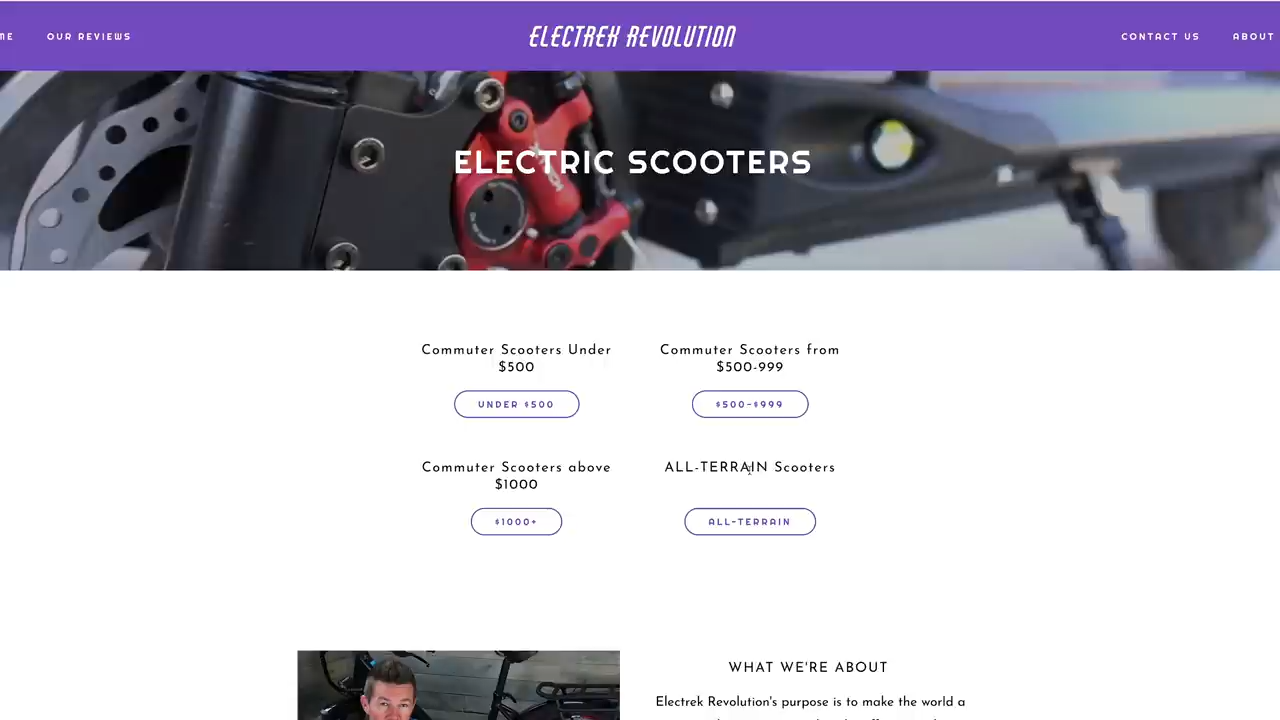 OUR REVIEWS
ELECTREK REVOLUTION
CONTACT US
ABOUT
ELECTRIC SCOOTERS
Commuter Scooters Under
$500
UNDER $500
Commuter Scooters from
$500-999
$500-$999
Commuter Scooters above
$1000
$1000+
ALL-TERRAIN Scooters
ALL-TERRAIN
WHAT WE'RE ABOUT
Electrek Revolution's purpose is to make the world a